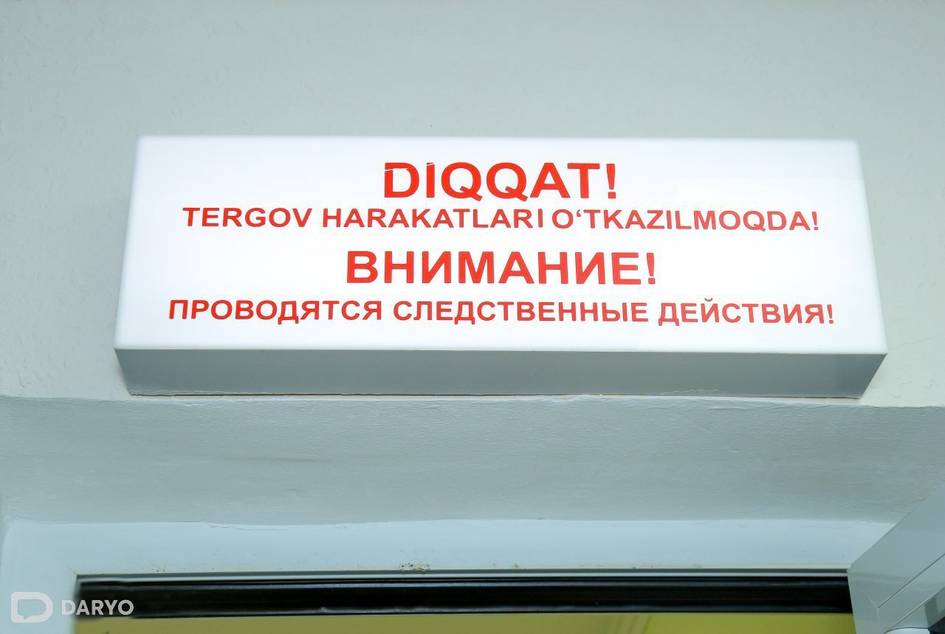 DIQQAT!
TERGOV HARAKATLARI O‘TKAZILMOQDA!
ВНИМАНИЕ!
ПРОВОДЯТСЯ СЛЕДСТВЕННЫЕ ДЕЙСТВИЯ!
DARYO